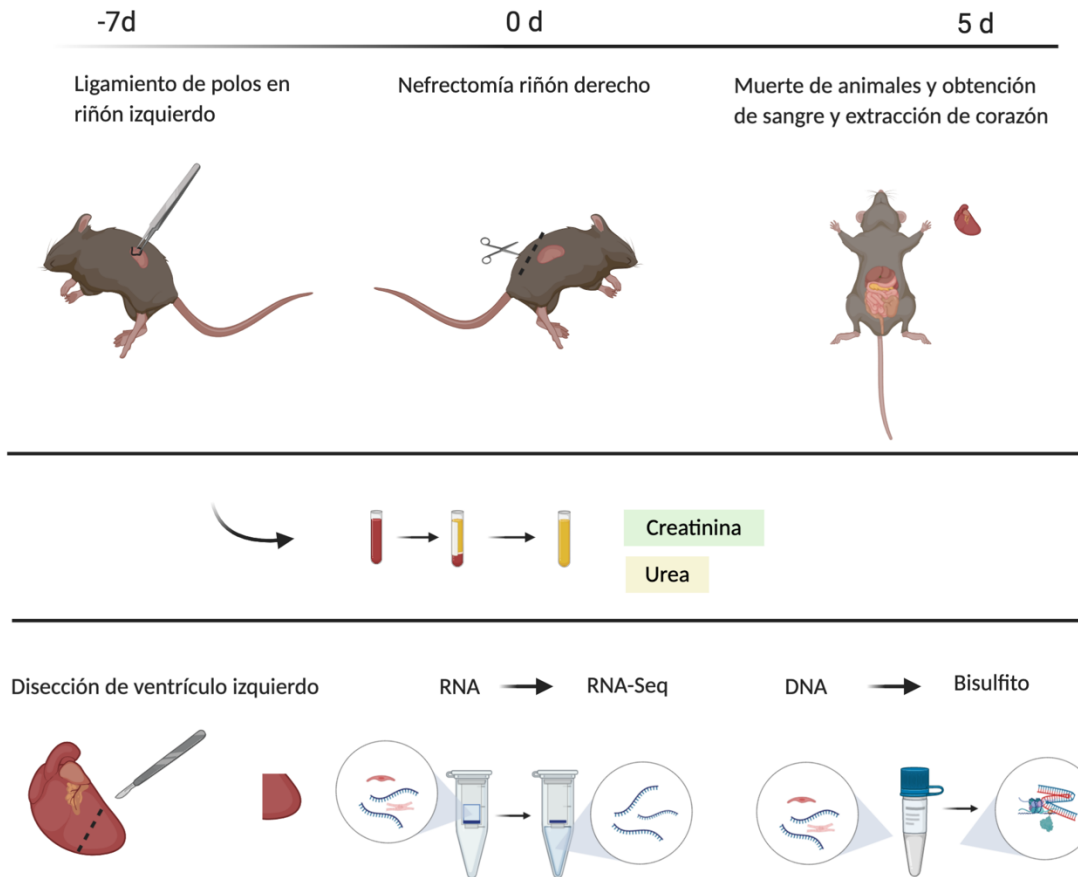 -7d
0 d
5 d
Ligamiento de polos en
riñón izquierdo
Nefrectomía riñón derecho
Muerte de animales y obtención
de sangre y extracción de corazón
Creatinina
Urea
Disección de ventrículo izquierdo
RNA
RNA-Seq
DNA
Bisulfito